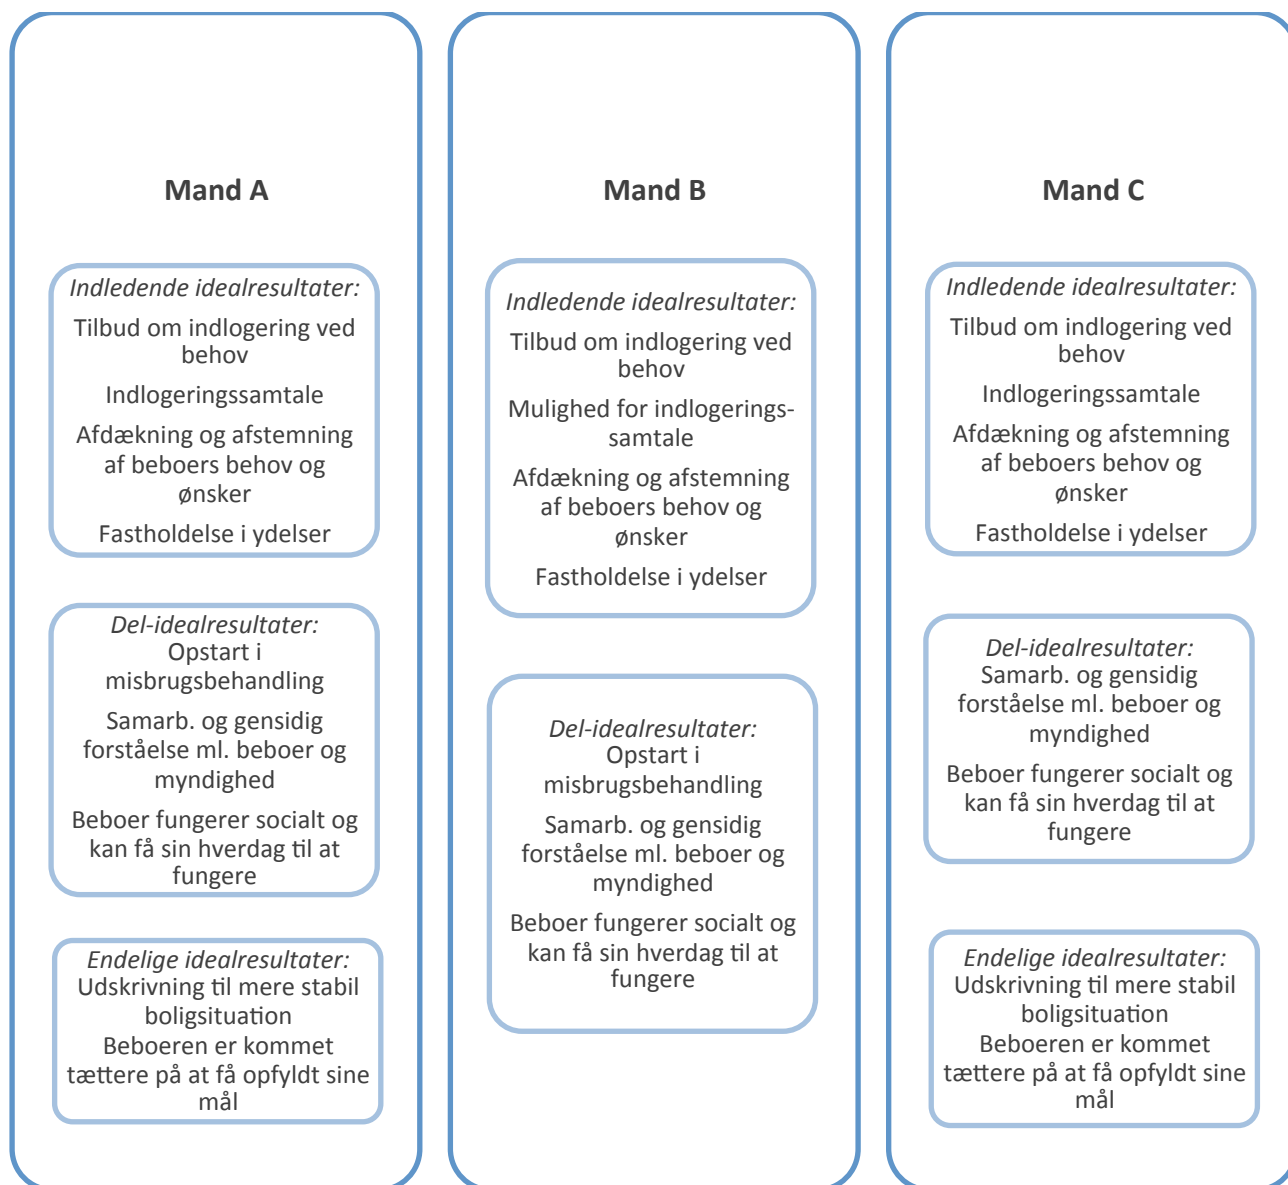 Mand A
Indledende idealresultater:
Tilbud om indlogering ved
behov
Indlogeringssamtale
Afdækning og afstemning
af beboers behov og
ønsker
Fastholdelse i ydelser
Del-idealresultater:
Opstart i
misbrugsbehandling
Samarb. og gensidig
forståelse ml. beboer og
myndighed
Beboer fungerer socialt og
kan få sin hverdag til at
fungere
Endelige idealresultater:
Udskrivning til mere stabil
boligsituation
Beboeren er kommet
tættere på at få opfyldt sine
mål
Mand B
Indledende idealresultater:
Tilbud om indlogering ved
behov
Mulighed for indlogerings-
samtale
Afdækning og afstemning
af beboers behov og
ønsker
Fastholdelse i ydelser
Del-idealresultater:
Opstart i
misbrugsbehandling
Samarb. og gensidig
forståelse ml. beboer og
myndighed
Beboer fungerer socialt og
kan få sin hverdag til at
fungere
Mand C
Indledende idealresultater:
Tilbud om indlogering ved
behov
Indlogeringssamtale
Afdækning og afstemning
af beboers behov og
ønsker
Fastholdelse i ydelser
Del-idealresultater:
Samarb. og gensidig
forståelse ml. beboer og
myndighed
Beboer fungerer socialt og
kan få sin hverdag til at
fungere
Endelige idealresultater:
Udskrivning til mere stabil
boligsituation
Beboeren er kommet
tættere på at få opfyldt sine
mål